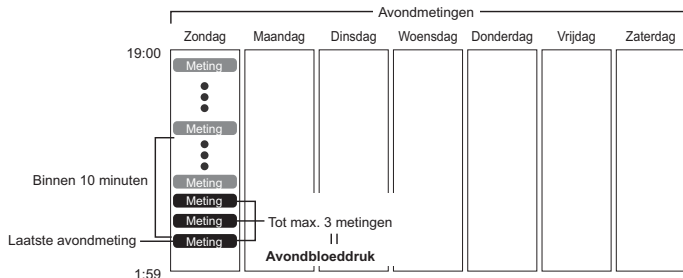 Avondmetingen
Zondag Maandag Dinsdag Woensdag Donderdag Vrijdag Zaterdag
19:00
Meting
Meting
Meting
Binnen 10 minuten
Meting
Meting
Tot max. 3 metingen
Laatste avondmeting
Meting
Avondbloeddruk
1:59